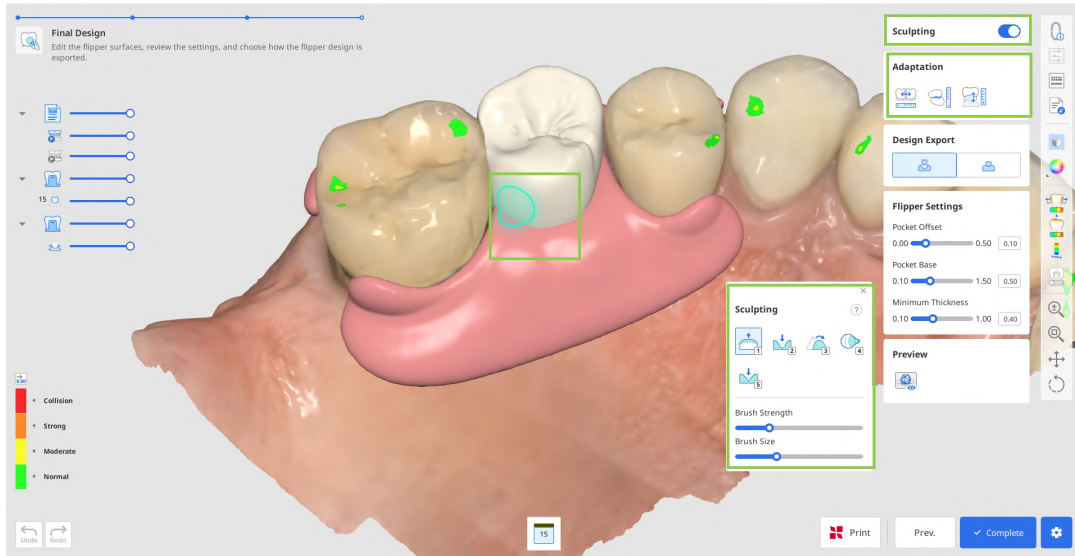 Final Design
Edit the flipper surfaces, review the settings, and choose how the flipper design is
exported.
15
Sculpting
Adaptation
Design Export
Flipper Settings
Pocket Offset
0.00 0.50 0.10
Pocket Base
0.10 1.50 0.50
Minimum Thickness
0.10 1.00 0.40
Preview
Sculpting ?
1 2 3 4
5
Brush Strength
Brush Size
0.00
Collision
Strong
Moderate
Normal
Undo Redo
15
Print Prev. Complete